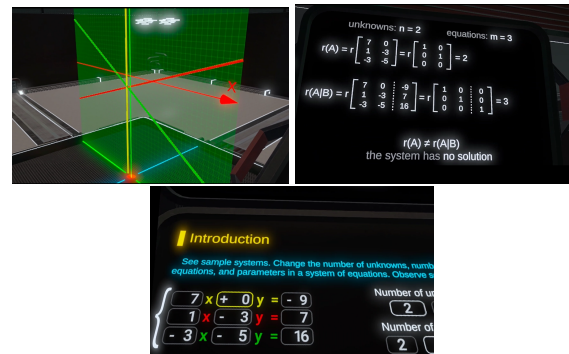 X
unknowns: n = 2
equations: m = 3
r(A) = r [ 7 0 ] = r [ 1 0 ] = 2
1 -3 0 1
-3 -5 0 0
r(A|B) = r [ 7 0 -9 ] = r [ 1 0 0 ] = 3
1 -3 7 0 1 0
-3 -5 16 0 0 1
r(A) ≠ r(A|B)
the system has no solution
Introduction
See sample systems. Change the number of unknowns,
equations, and parameters in a system of equations. Observe
7 x + 0 y = - 9
1 x - 3 y = 7
- 3 x - 5 y = 16
Number of
2
Number of
2